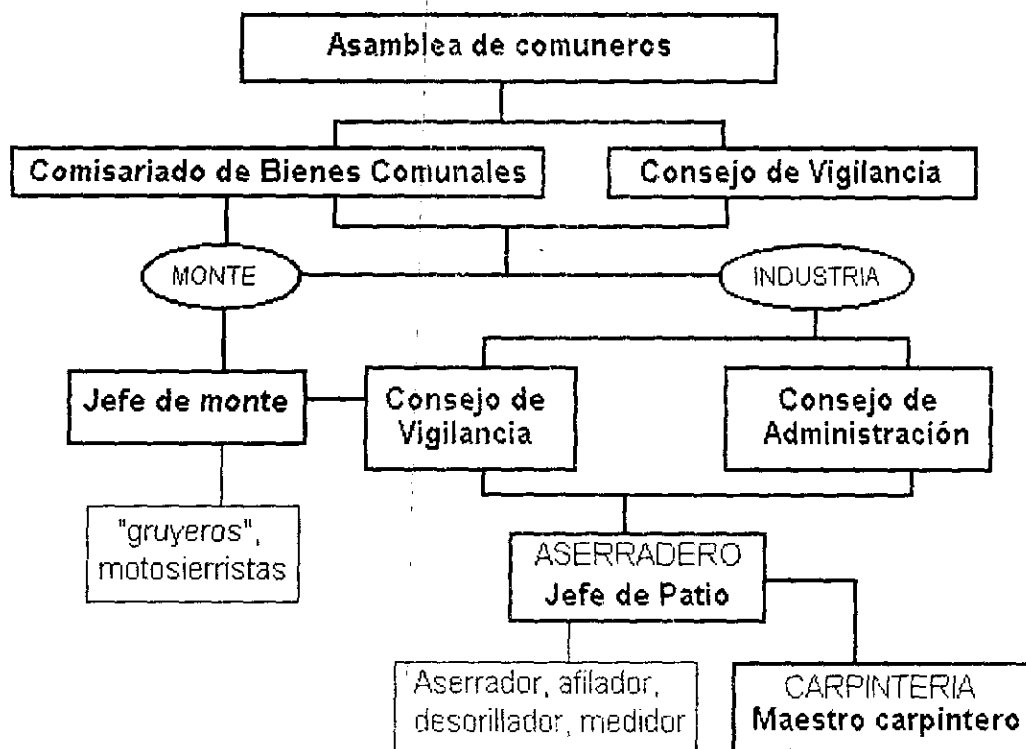 Asamblea de comuneros
Comisariado de Bienes Comunales
Consejo de Vigilancia
MONTE
INDUSTRIA
Jefe de monte
Consejo de
Vigilancia
Consejo de
Administración
"gruyeros",
motosierristas
ASERRADERO
Jefe de Patio
Aserrador, afilador,
desorillador, medidor
CARPINTERIA
Maestro carpintero